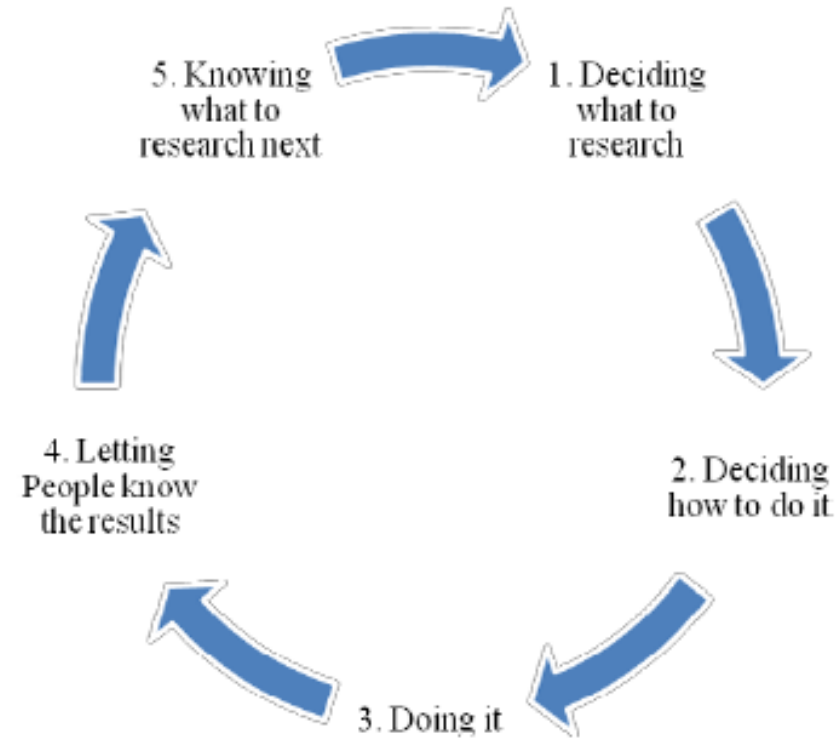 1. Deciding
what to
research
2. Deciding
how to do it
3. Doing it
4. Letting
People know
the results
5. Knowing
what to
research next